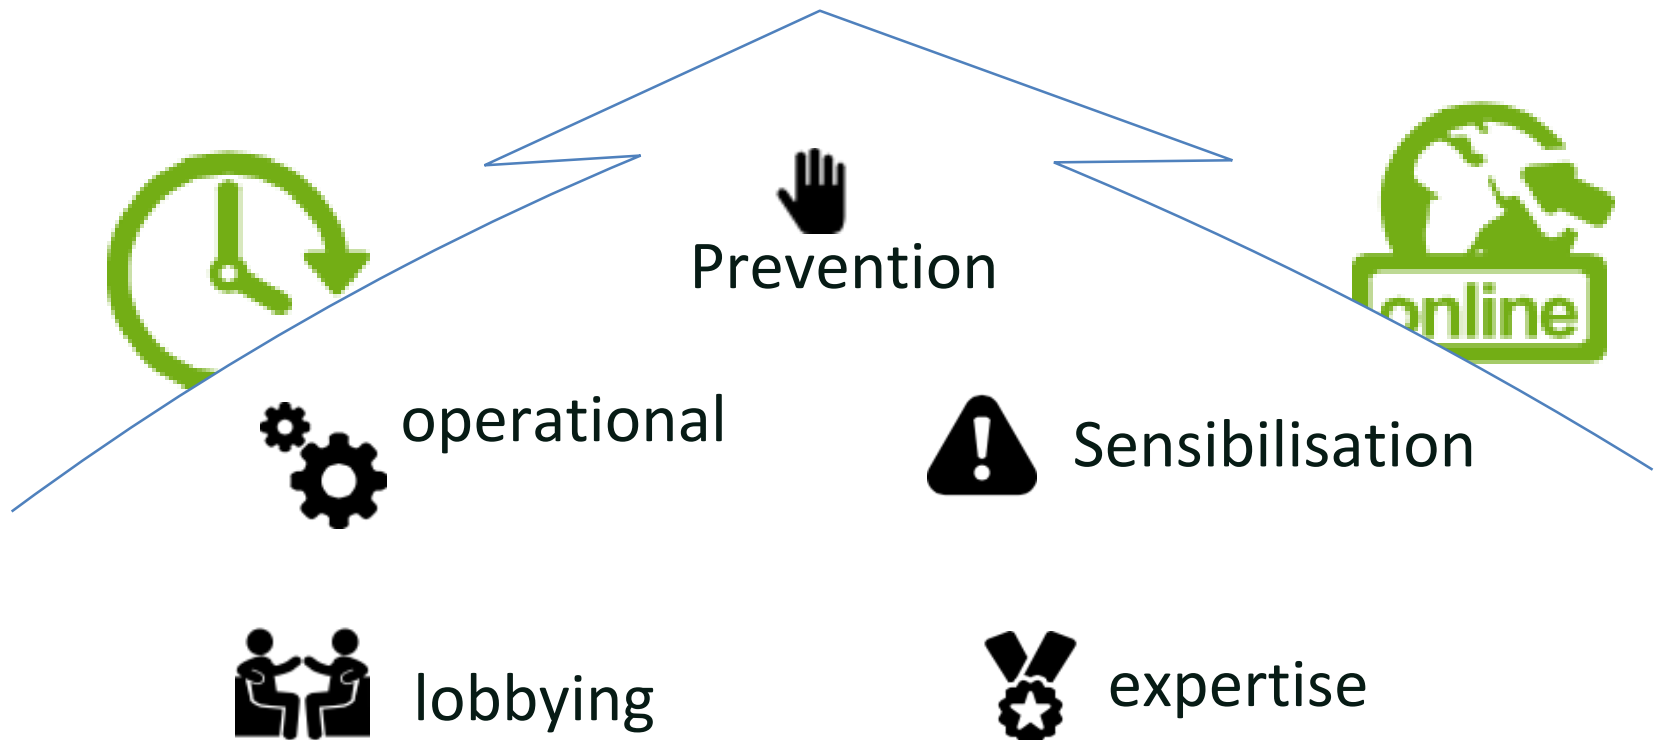 Prevention
online
operational
Sensibilisation
lobbying
expertise